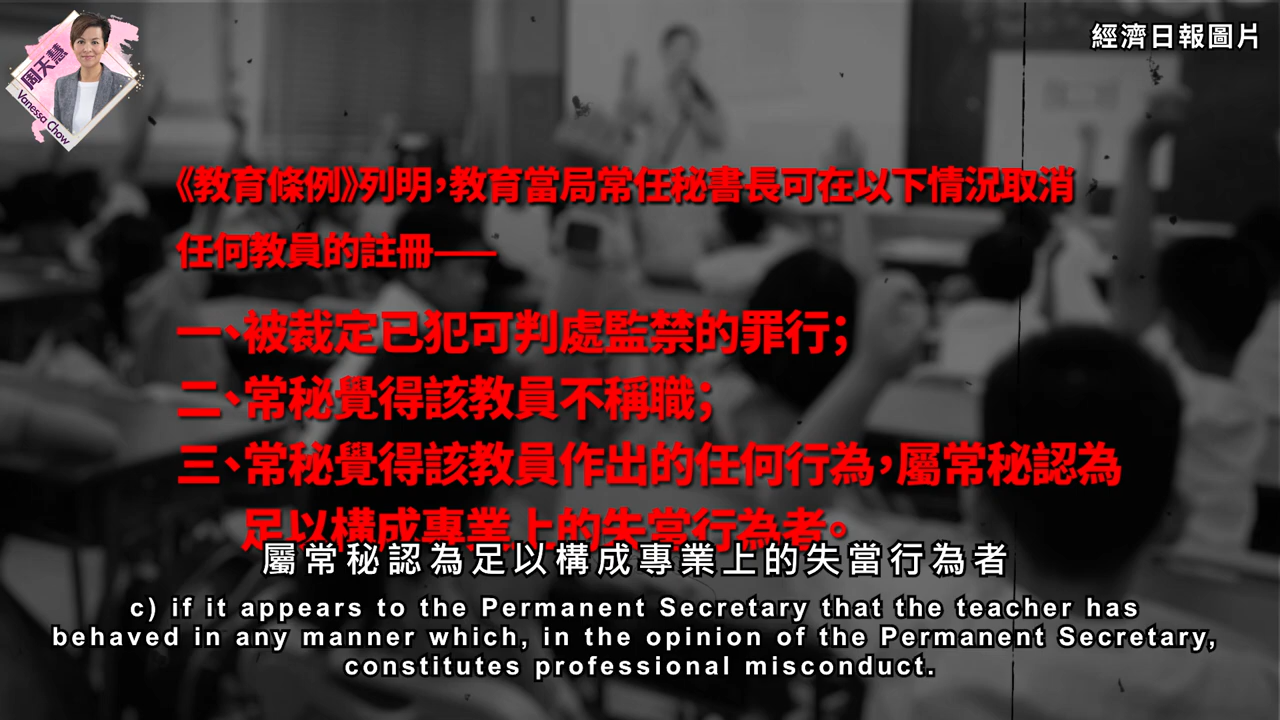 周天慧
Vanessa Chow
經濟日報圖片
《教育條例》列明，教育當局常任秘書長可在以下情況取消
任何教員的註冊——
一、被裁定已犯可判處監禁的罪行；
二、常秘覺得該教員不稱職；
三、常秘覺得該教員作出的任何行為，屬常秘認為
足以構成專業上的失當行為者。
屬常秘認為足以構成專業上的失當行為者
c) if it appears to the Permanent Secretary that the teacher has
behaved in any manner which, in the opinion of the Permanent Secretary,
constitutes professional misconduct.